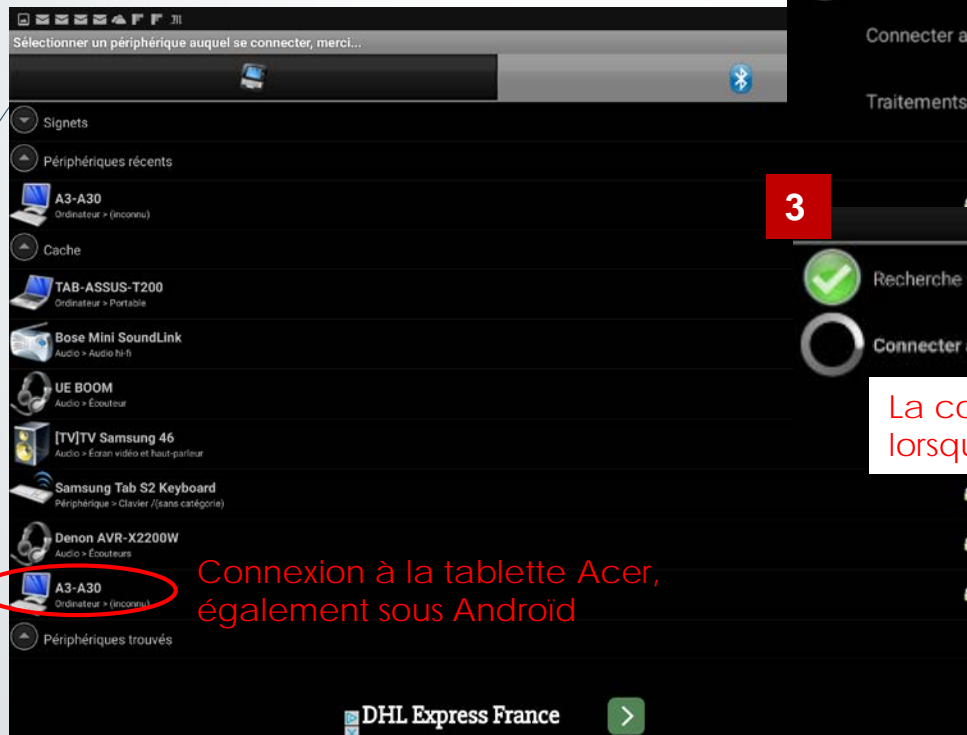 Sélectionner un périphérique auquel se connecter, merci...
Signets
Périphériques récents
A3-A30
Ordinateur > (inconnu)
Cache
TAB-ASSUS-T200
Ordinateur > Portable
Bose Mini SoundLink
Audio > Audio hi-fi
UE BOOM
Audio > Écouteur
[TV]TV Samsung 46
Audio > Écran vidéo et haut-parleur
Samsung Tab S2 Keyboard
Périphérique > Clavier /(sans catégorie)
Denon AVR-X2200W
Audio > Écouteurs
A3-A30
Ordinateur > (inconnu)
Connexion à la tablette Acer,
également sous Androïd
Périphériques trouvés
DHL Express France
Connecter a
Traitements
3
Recherche
Connecter
La co
lorsqu